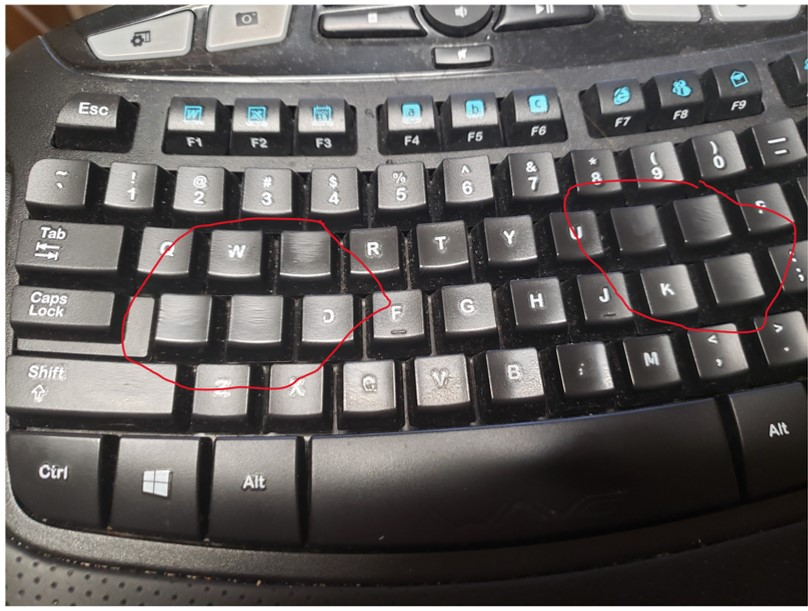 Esc F1 F2 F3 F4 F5 F6 F7 F8 F9
W X a b c
~ ! @ # $ % ^ & * ( ) =
` 1 2 3 4 5 6 7 8 9 0
Tab Q W R T Y U
Caps Lock D F G H J K
Shift Z X C V B M < , > .
Ctrl Alt Alt